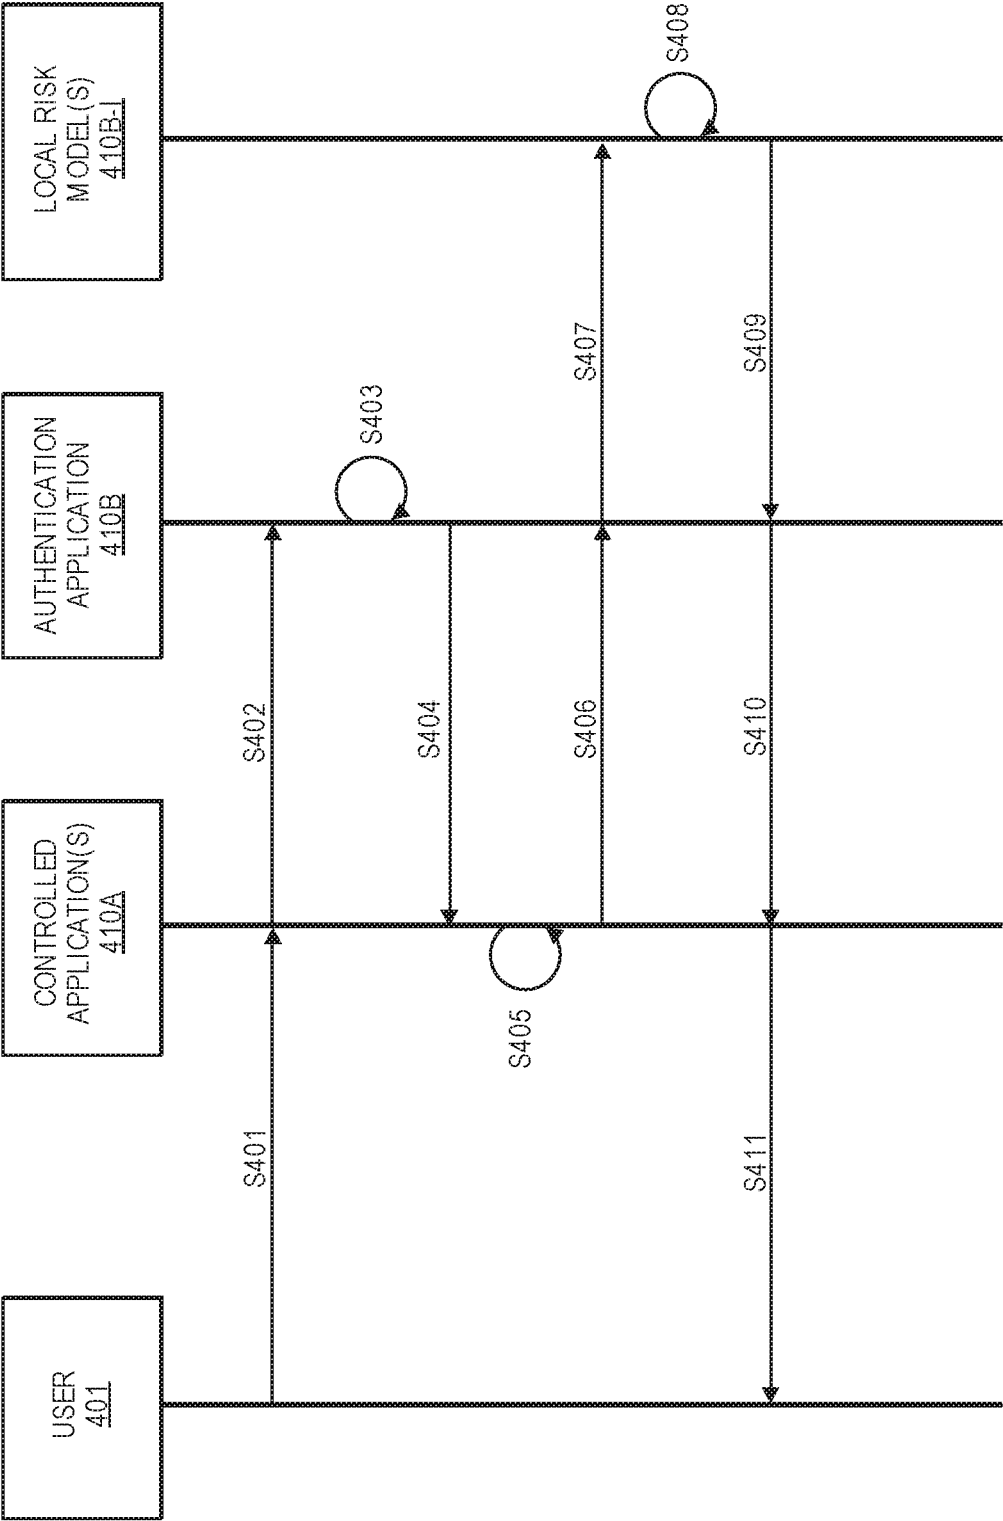 USER
401
CONTROLLED
APPLICATION(S)
410A
AUTHENTICATION
APPLICATION
410B
LOCAL RISK
MODEL(S)
410B-I
S401
S402
S403
S404
S405
S406
S407
S408
S409
S410
S411